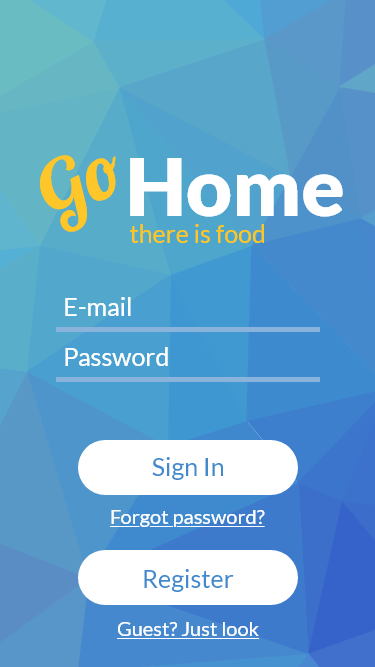 Go Home
there is food
E-mail
Password
Sign In
Forgot password?
Register
Guest? Just look